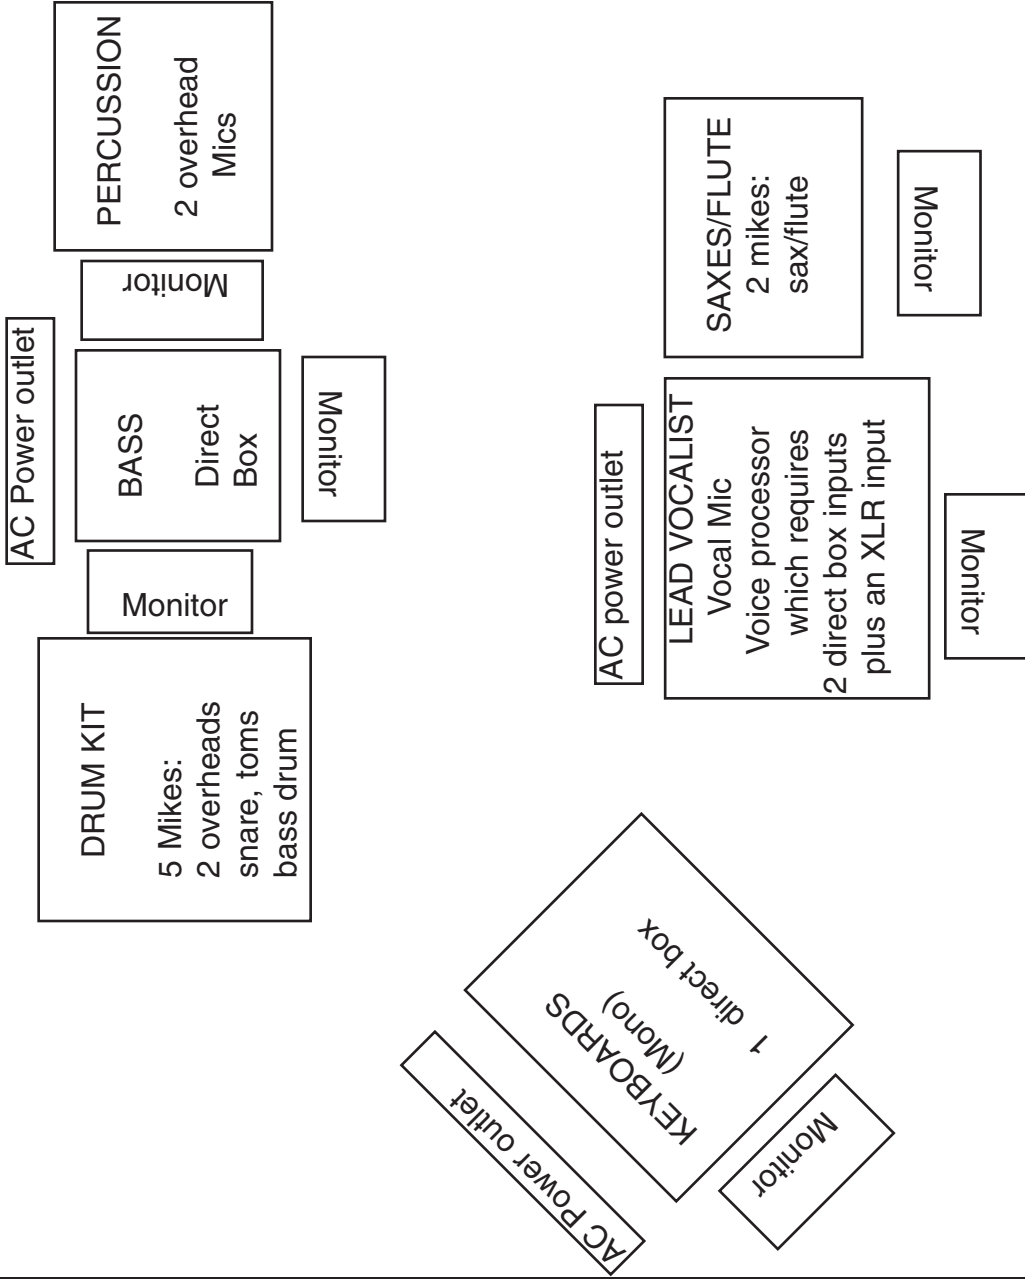 AC Power outlet
DRUM KIT
5 Mikes:
2 overheads
snare, toms
bass drum
Monitor
BASS
Direct
Box
Monitor
Monitor
PERCUSSION
2 overhead
Mics
AC Power outlet
KEYBOARDS
(Mono)
1 direct box
Monitor
AC power outlet
LEAD VOCALIST
Vocal Mic
Voice processor
which requires
2 direct box inputs
plus an XLR input
Monitor
SAXES/FLUTE
2 mikes:
sax/flute
Monitor